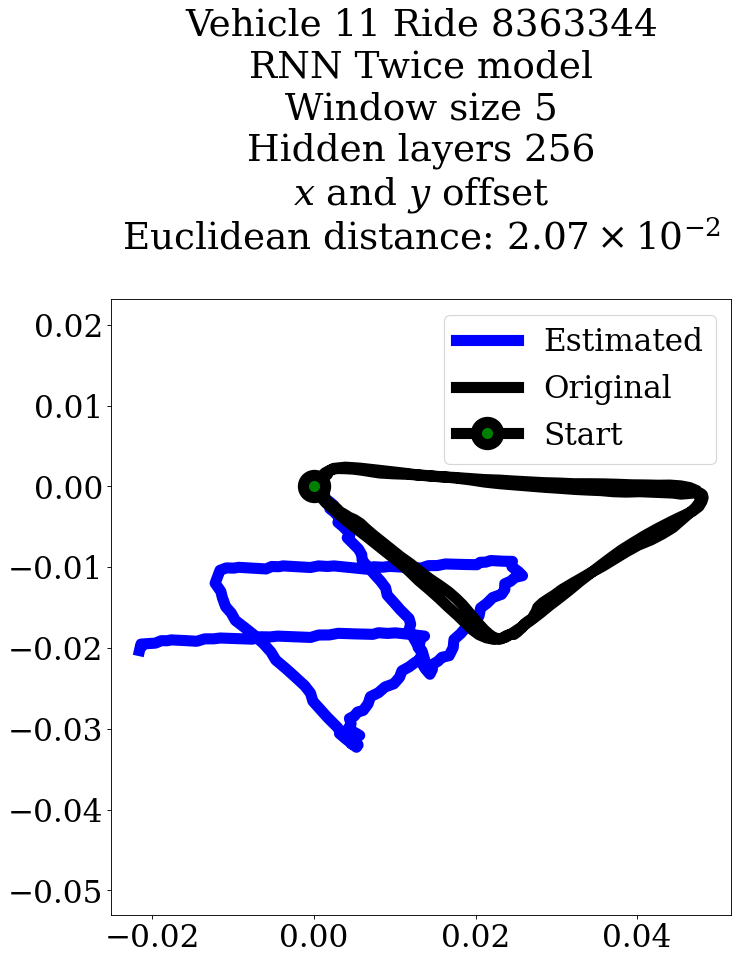 Vehicle 11 Ride 8363344
RNN Twice model
Window size 5
Hidden layers 256
x and y offset
Euclidean distance: 2.07 × 10⁻²
Estimated
Original
Start
0.02
0.01
0.00
−0.01
−0.02
−0.03
−0.04
−0.05
−0.02 0.00 0.02 0.04